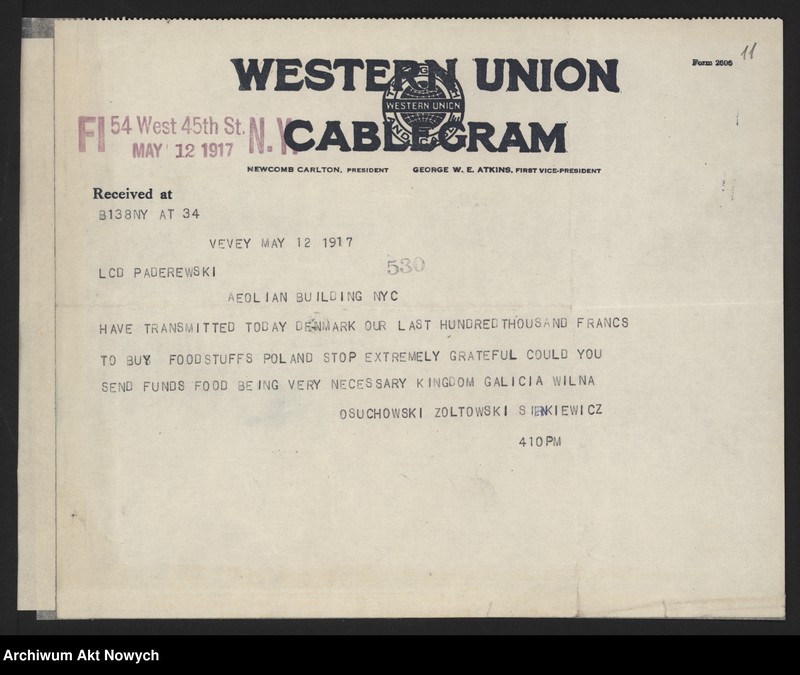 Form 2606
11
WESTERN UNION
WESTERN UNION
CABLEGRAM
FI 54 West 45th St. N.Y.
MAY 12 1917
NEWCOMB CARLTON, PRESIDENT GEORGE W. E. ATKINS, FIRST VICE-PRESIDENT
Received at
B138NY AT 34
VEVEY MAY 12 1917
LCD PADEREWSKI
530
AEOLIAN BUILDING NYC
HAVE TRANSMITTED TODAY DENMARK OUR LAST HUNDREDTHOUSAND FRANCS
TO BUY FOODSTUFFS POLAND STOP EXTREMELY GRATEFUL COULD YOU
SEND FUNDS FOOD BEING VERY NECESSARY KINGDOM GALICIA WILNA
OSUCHOWSKI ZOLTOWSKI SIENKIEWICZ
410PM
Archiwum Akt Nowych